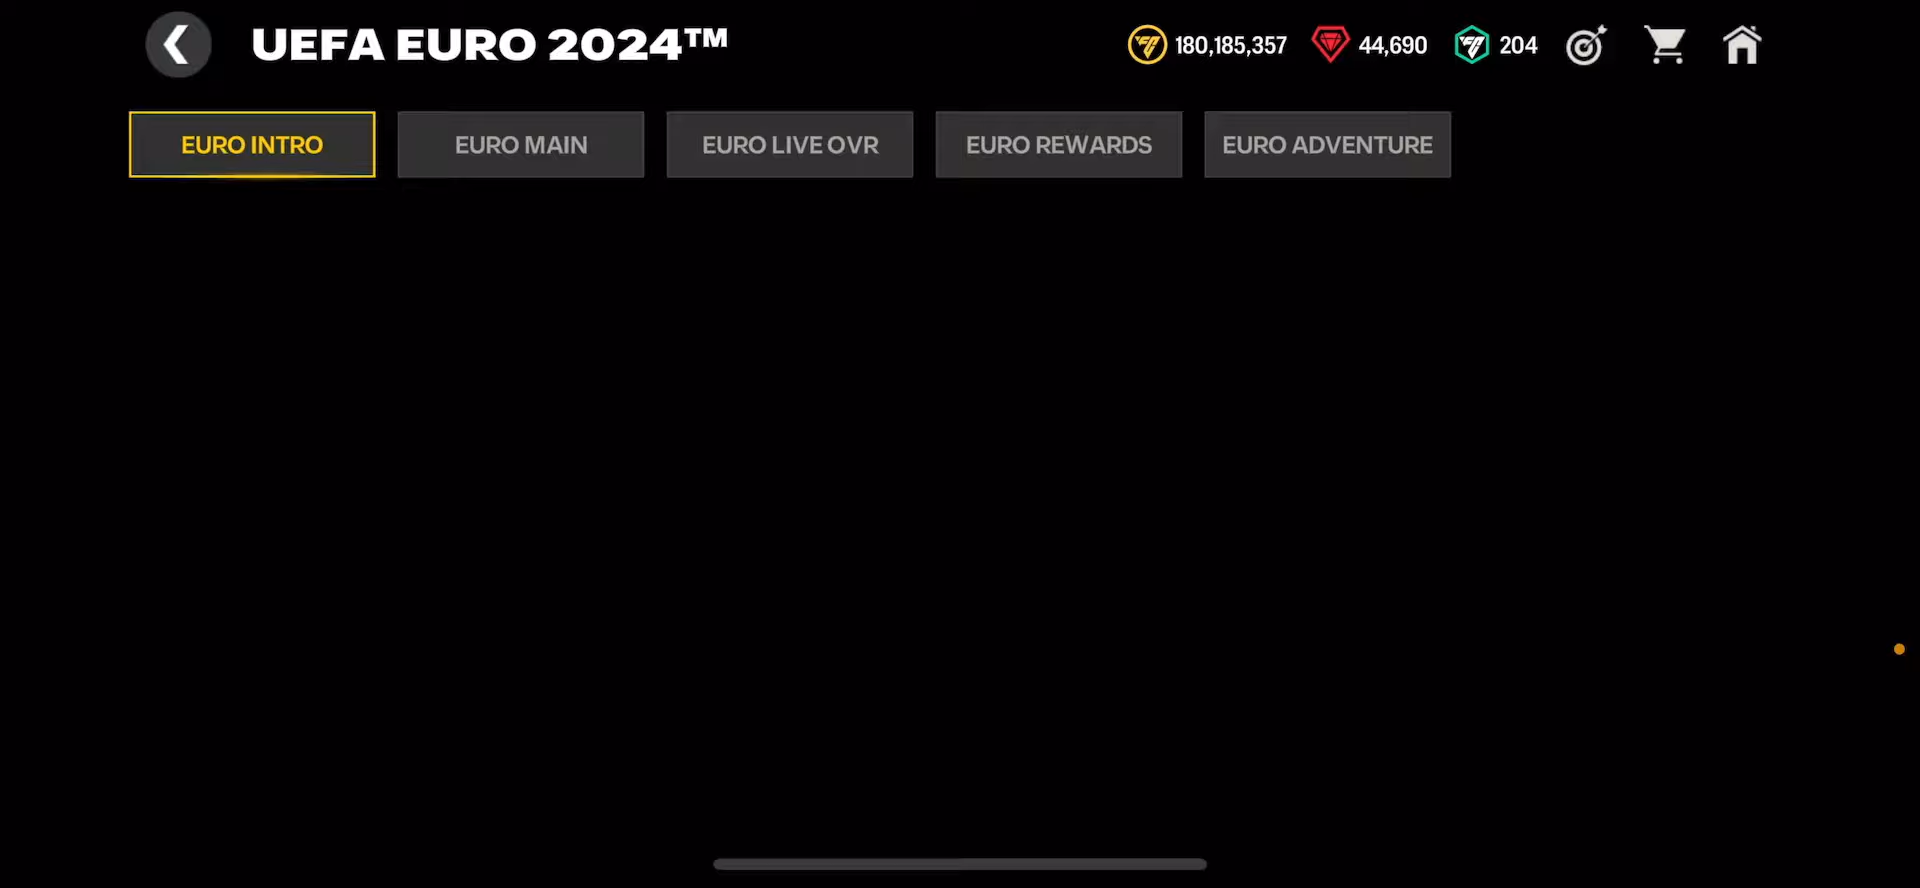 UEFA EURO 2024™
180,185,357
44,690
204
EURO INTRO
EURO MAIN
EURO LIVE OVR
EURO REWARDS
EURO ADVENTURE